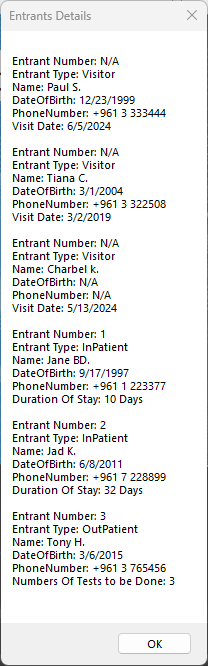 Entrants Details
Entrant Number: N/A
Entrant Type: Visitor
Name: Paul S.
DateOfBirth: 12/23/1999
PhoneNumber: +961 3 333444
Visit Date: 6/5/2024
Entrant Number: N/A
Entrant Type: Visitor
Name: Tiana C.
DateOfBirth: 3/1/2004
PhoneNumber: +961 3 322508
Visit Date: 3/2/2019
Entrant Number: N/A
Entrant Type: Visitor
Name: Charbel k.
DateOfBirth: N/A
PhoneNumber: N/A
Visit Date: 5/13/2024
Entrant Number: 1
Entrant Type: InPatient
Name: Jane BD.
DateOfBirth: 9/17/1997
PhoneNumber: +961 1 223377
Duration Of Stay: 10 Days
Entrant Number: 2
Entrant Type: InPatient
Name: Jad K.
DateOfBirth: 6/8/2011
PhoneNumber: +961 7 228899
Duration Of Stay: 32 Days
Entrant Number: 3
Entrant Type: OutPatient
Name: Tony H.
DateOfBirth: 3/6/2015
PhoneNumber: +961 3 765456
Numbers Of Tests to be Done: 3
OK